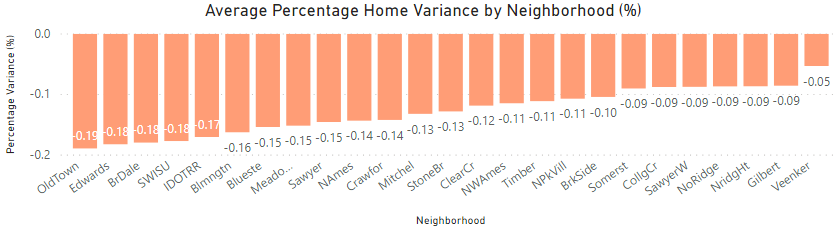 Average Percentage Home Variance by Neighborhood (%)
Percentage Variance (%)
0.0
-0.1
-0.2
-0.19 -0.18 -0.18 -0.18 -0.17 -0.16 -0.15 -0.15 -0.15 -0.14 -0.14 -0.13 -0.13 -0.12 -0.11 -0.11 -0.11 -0.10 -0.09 -0.09 -0.09 -0.09 -0.09 -0.09 -0.05
OldTown Edwards BrDale SWISU IDOTRR Blmngtn Blueste Meado... Sawyer NAmes Crawfor Mitchel StoneBr ClearCr NWAmes Timber NPkVill BrkSide Somerst CollgCr SawyerW NoRidge NridgHt Gilbert Veenker
Neighborhood